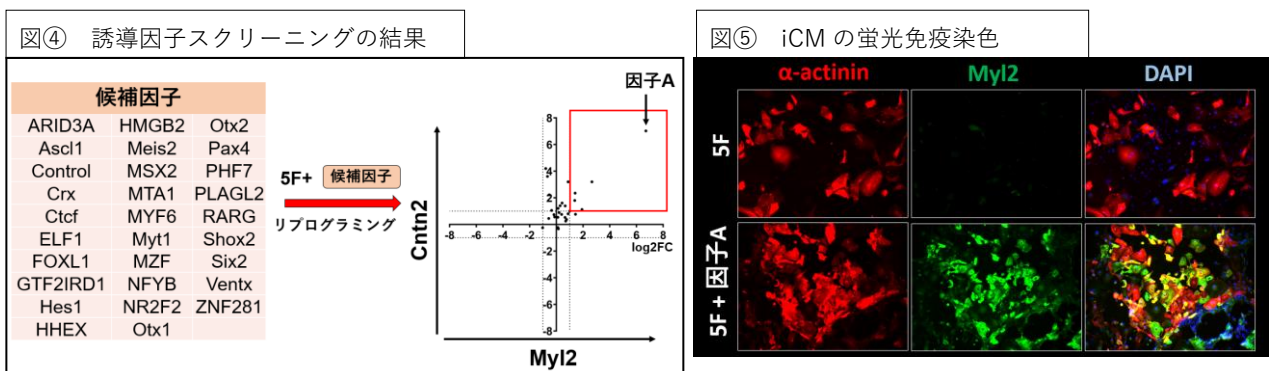 図④ 誘導因子スクリーニングの結果
候補因子
ARID3A HMGB2 Otx2
Ascl1 Meis2 Pax4
Control MSX2 PHF7
Crx MTA1 PLAGL2
Ctcf MYF6 RARG
ELF1 Myt1 Shox2
FOXL1 MZF Six2
GTF2IRD1 NFYB Ventx
Hes1 NR2F2 ZNF281
HHEX Otx1
5F+ 候補因子
リプログラミング
因子A
Cntn2
8
6
4
2
-8 -6 -4 -2 2 4 6 8
log2FC
-2
-4
-6
-8
Myl2
図⑤ iCM の蛍光免疫染色
α-actinin Myl2 DAPI
5F
5F + 因子A